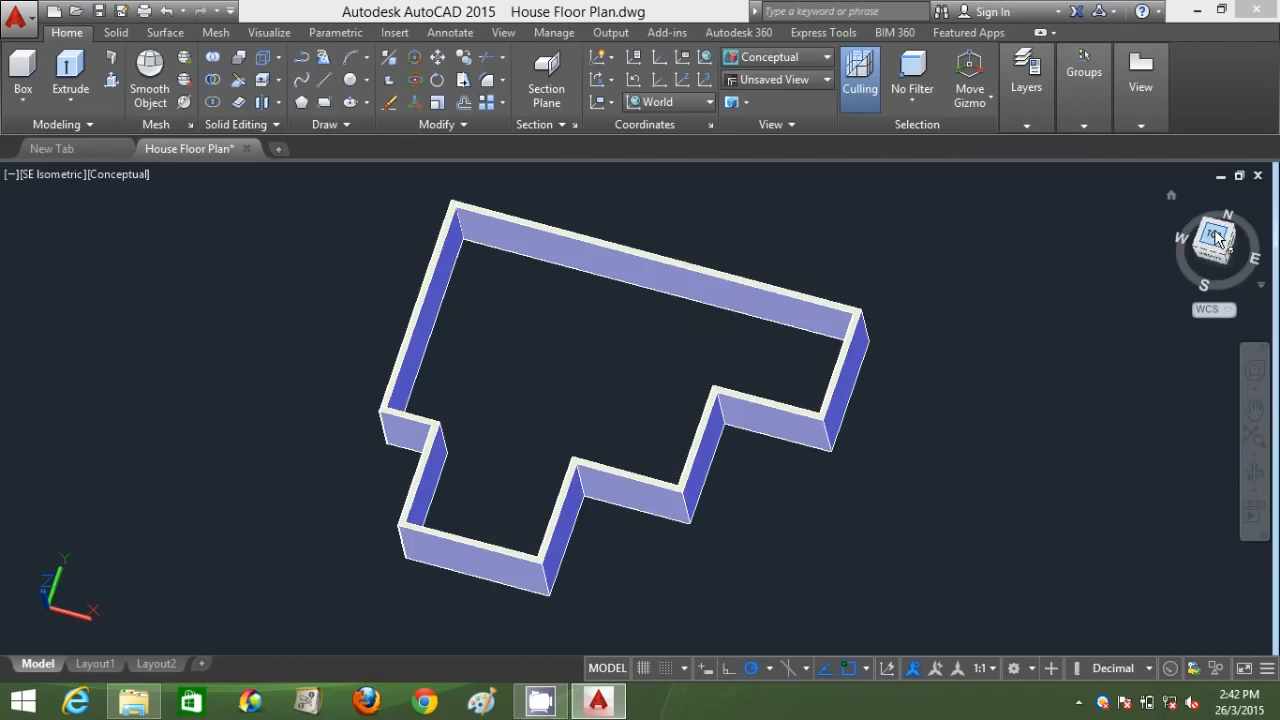 Autodesk AutoCAD 2015 House Floor Plan.dwg
Type a keyword or phrase
Sign In
Home Solid Surface Mesh Visualize Parametric Insert Annotate View Manage Output Add-ins Autodesk 360 Express Tools BIM 360 Featured Apps
Box
Extrude
Smooth Object
Section Plane
World
Conceptual
Unsaved View
Culling
No Filter
Move Gizmo
Layers
Groups
View
Modeling Mesh Solid Editing Draw Modify Section Coordinates View Selection
New Tab House Floor Plan*
[−][SE Isometric][Conceptual]
N
W
E
S
WCS
Y
Z
X
Model Layout1 Layout2
MODEL 1:1 Decimal
2:42 PM
26/3/2015